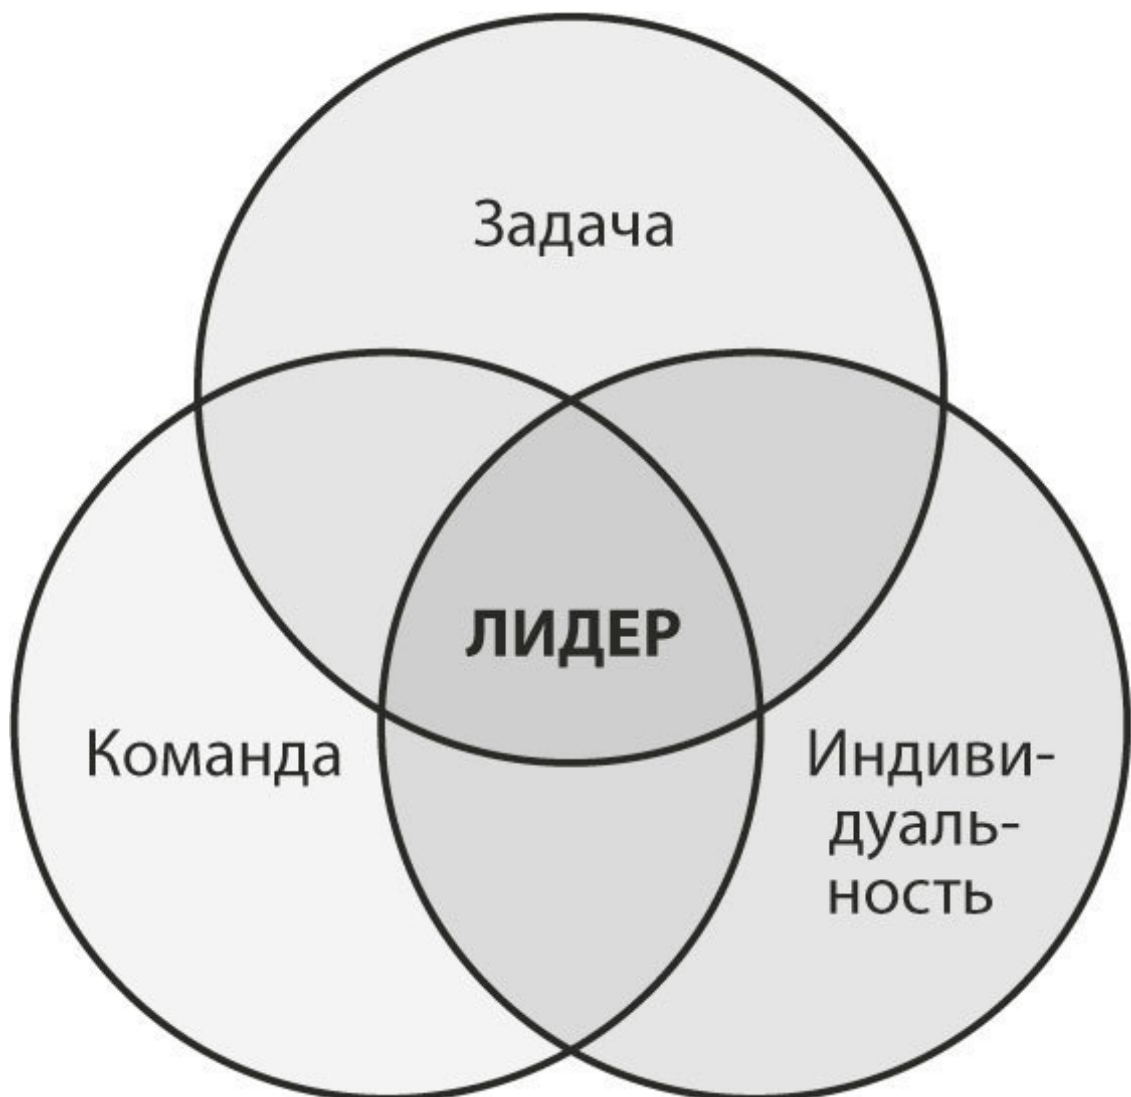 Задача
ЛИДЕР
Команда
Индиви-
дуаль-
ность